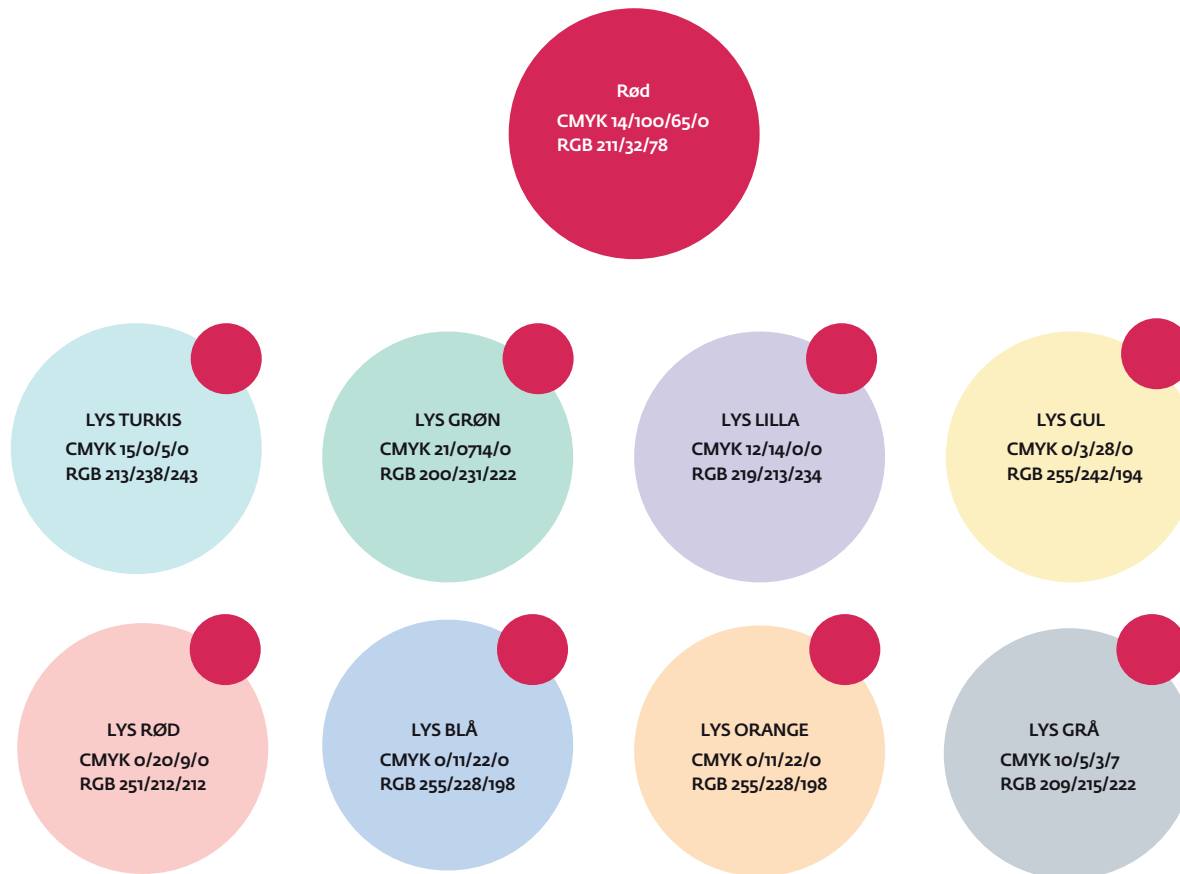 Rød
CMYK 14/100/65/0
RGB 211/32/78
LYS TURKIS
CMYK 15/0/5/0
RGB 213/238/243
LYS GRØN
CMYK 21/0714/0
RGB 200/231/222
LYS LILLA
CMYK 12/14/0/0
RGB 219/213/234
LYS GUL
CMYK 0/3/28/0
RGB 255/242/194
LYS RØD
CMYK 0/20/9/0
RGB 251/212/212
LYS BLÅ
CMYK 0/11/22/0
RGB 255/228/198
LYS ORANGE
CMYK 0/11/22/0
RGB 255/228/198
LYS GRÅ
CMYK 10/5/3/7
RGB 209/215/222